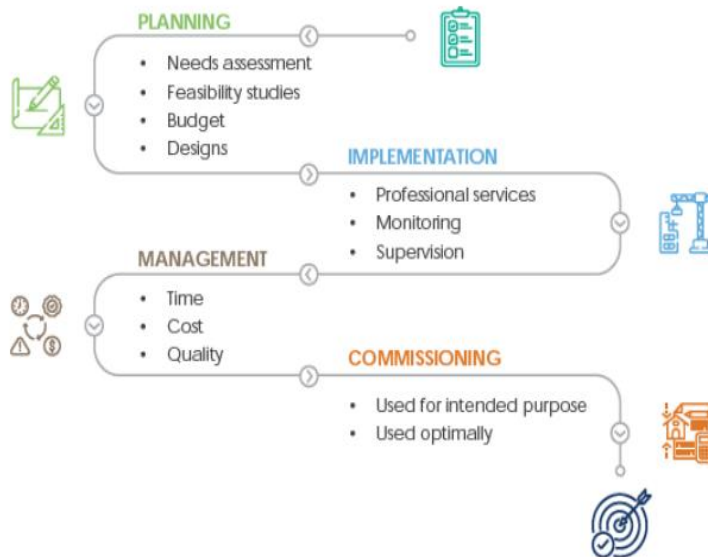 PLANNING
• Needs assessment
• Feasibility studies
• Budget
• Designs
IMPLEMENTATION
• Professional services
• Monitoring
• Supervision
MANAGEMENT
• Time
• Cost
• Quality
COMMISSIONING
• Used for intended purpose
• Used optimally